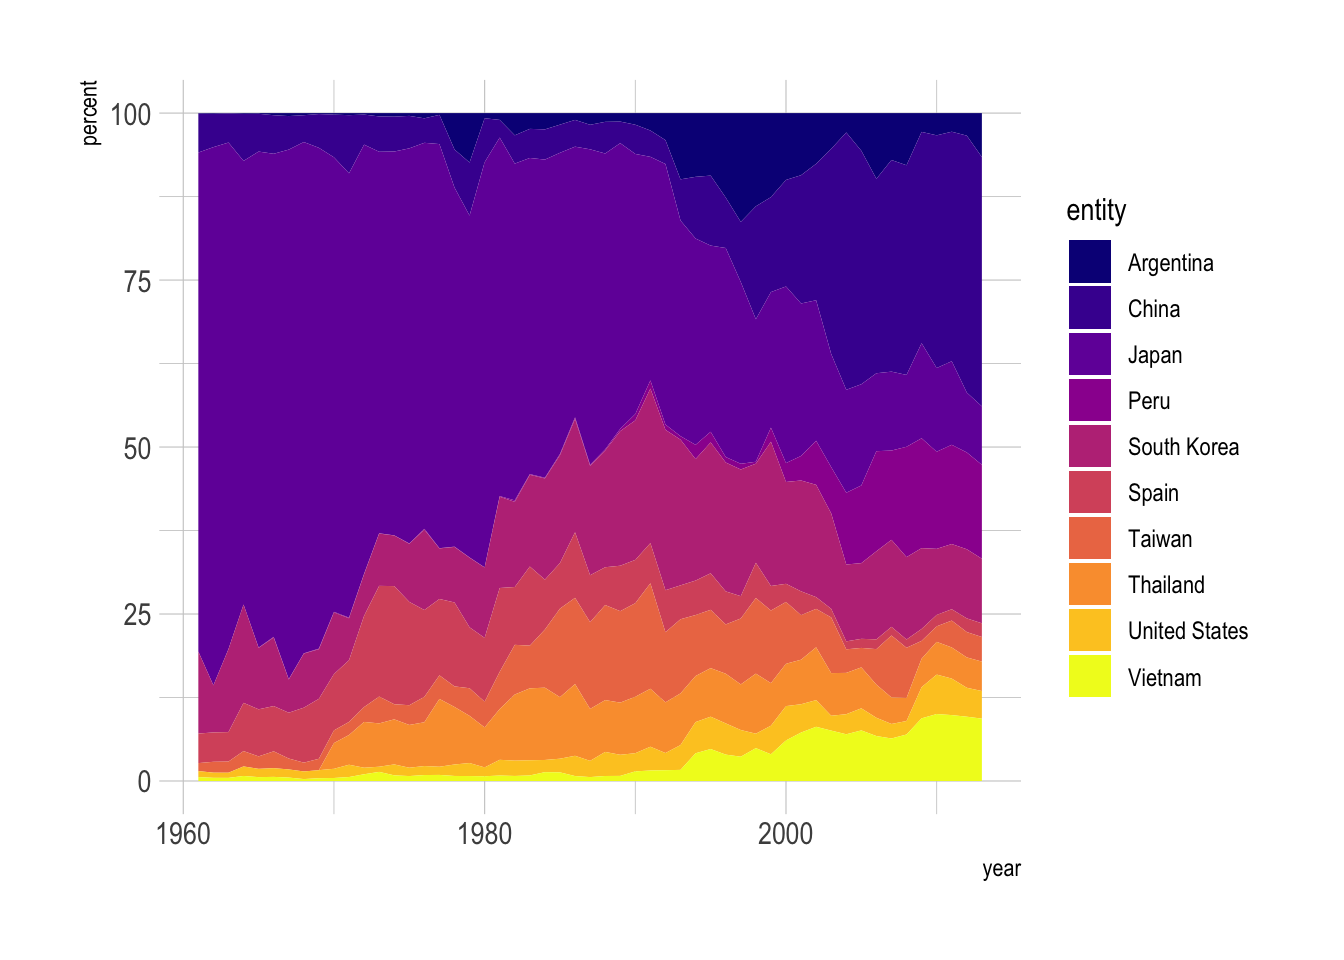 percent
100
75
50
25
0
1960
1980
2000
year
entity
Argentina
China
Japan
Peru
South Korea
Spain
Taiwan
Thailand
United States
Vietnam